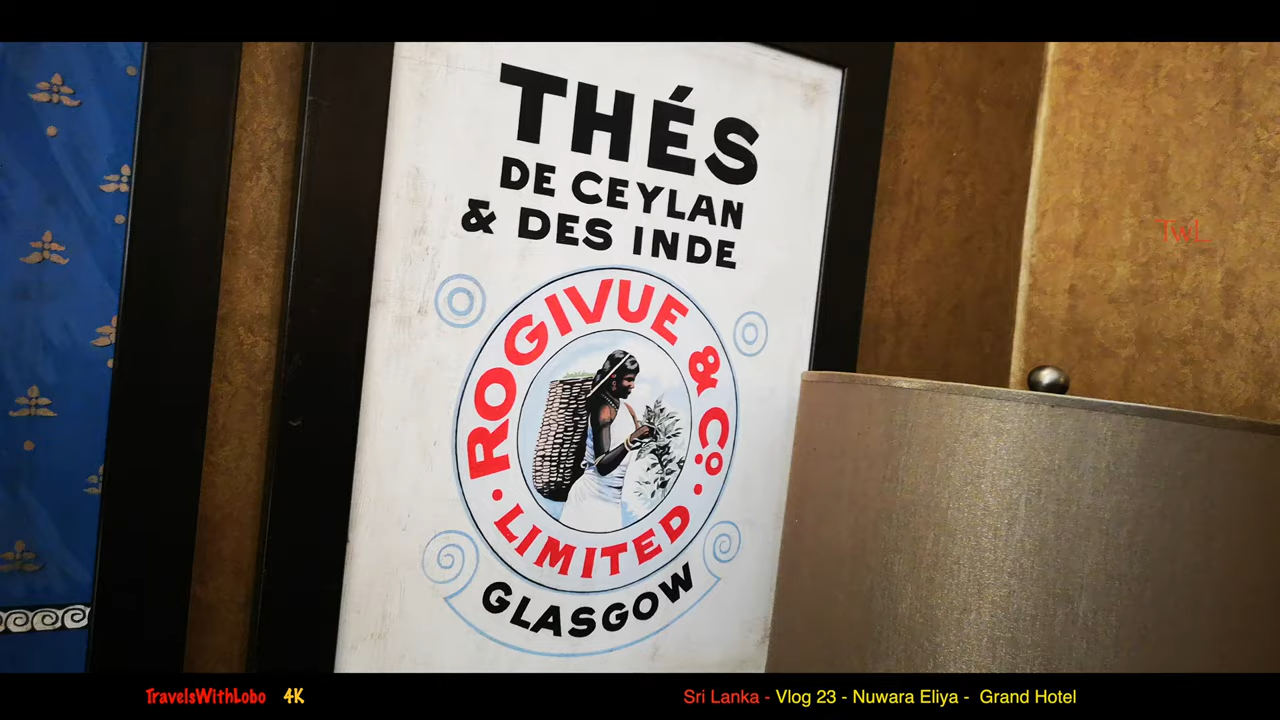 THÉS
DE CEYLAN
& DES INDE
ROGIVUE & Co.
· LIMITED ·
GLASGOW
TwL
TravelsWithLobo 4K
Sri Lanka - Vlog 23 - Nuwara Eliya - Grand Hotel